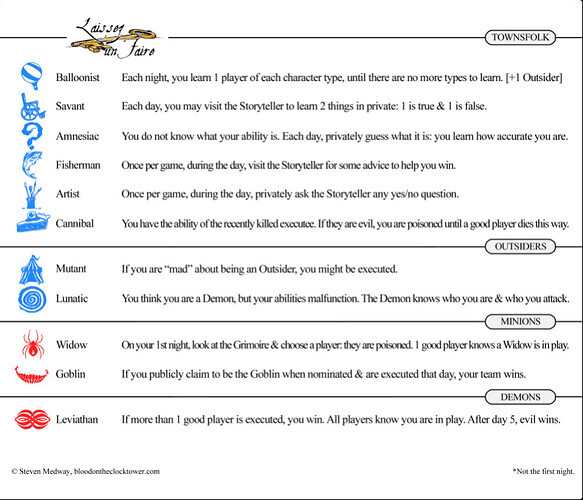 Laissez
un Faire
TOWNSFOLK
Balloonist Each night, you learn 1 player of each character type, until there are no more types to learn. [+1 Outsider]
Savant Each day, you may visit the Storyteller to learn 2 things in private: 1 is true & 1 is false.
Amnesiac You do not know what your ability is. Each day, privately guess what it is: you learn how accurate you are.
Fisherman Once per game, during the day, visit the Storyteller for some advice to help you win.
Artist Once per game, during the day, privately ask the Storyteller any yes/no question.
Cannibal You have the ability of the recently killed executee. If they are evil, you are poisoned until a good player dies this way.
OUTSIDERS
Mutant If you are “mad” about being an Outsider, you might be executed.
Lunatic You think you are a Demon, but your abilities malfunction. The Demon knows who you are & who you attack.
MINIONS
Widow On your 1st night, look at the Grimoire & choose a player: they are poisoned. 1 good player knows a Widow is in play.
Goblin If you publicly claim to be the Goblin when nominated & are executed that day, your team wins.
DEMONS
Leviathan If more than 1 good player is executed, you win. All players know you are in play. After day 5, evil wins.
© Steven Medway, bloodontheclocktower.com *Not the first night.